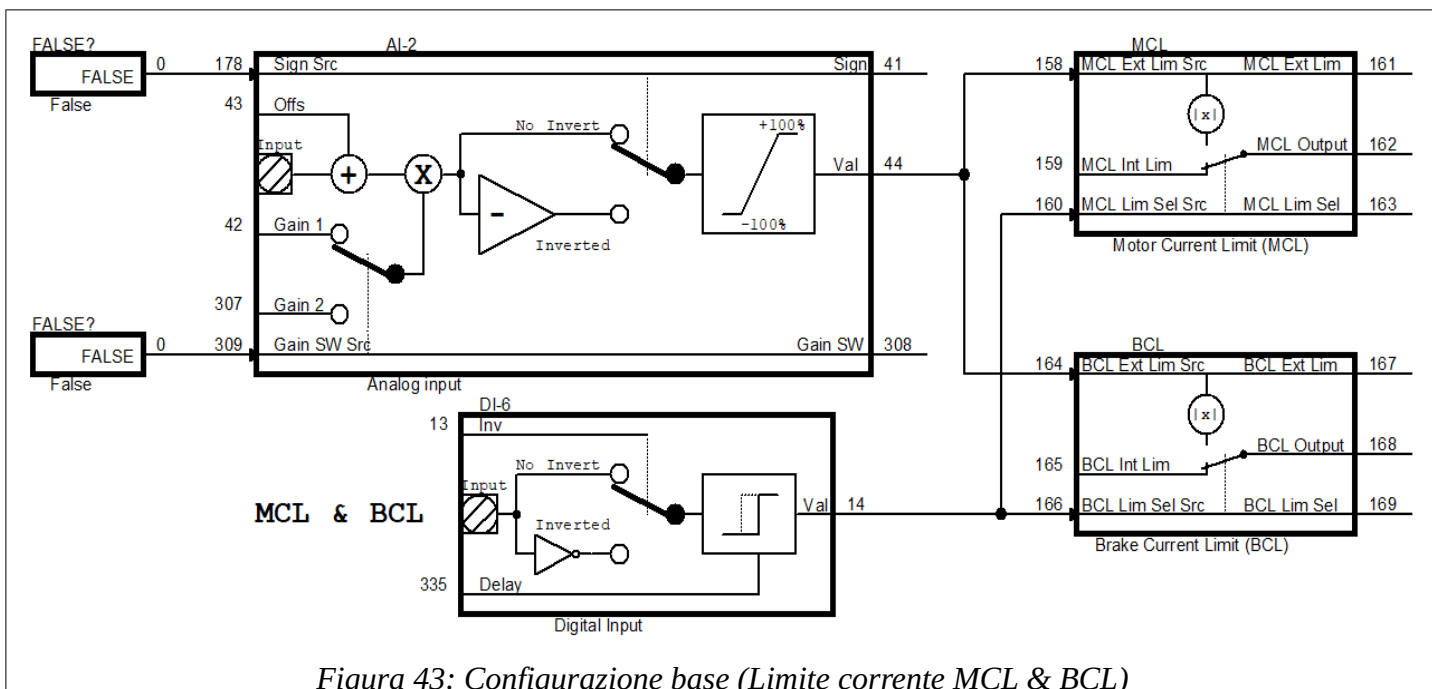 FALSE?
FALSE
0
False
178
AI-2
Sign Src
Sign
41
43
Offs
Input
+
X
No Invert
-
Inverted
+100%
-100%
Val
44
42
Gain 1
307
Gain 2
FALSE?
FALSE
0
False
309
Gain SW Src
Gain SW
308
Analog input
MCL
158
MCL Ext Lim Src
MCL Ext Lim
161
|x|
MCL Output
162
159
MCL Int Lim
160
MCL Lim Sel Src
MCL Lim Sel
163
Motor Current Limit (MCL)
BCL
164
BCL Ext Lim Src
BCL Ext Lim
167
|x|
BCL Output
168
165
BCL Int Lim
166
BCL Lim Sel Src
BCL Lim Sel
169
Brake Current Limit (BCL)
MCL & BCL
DI-6
13
Inv
No Invert
Input
Inverted
Val
14
335
Delay
Digital Input
Figura 43: Configurazione base (Limite corrente MCL & BCL)